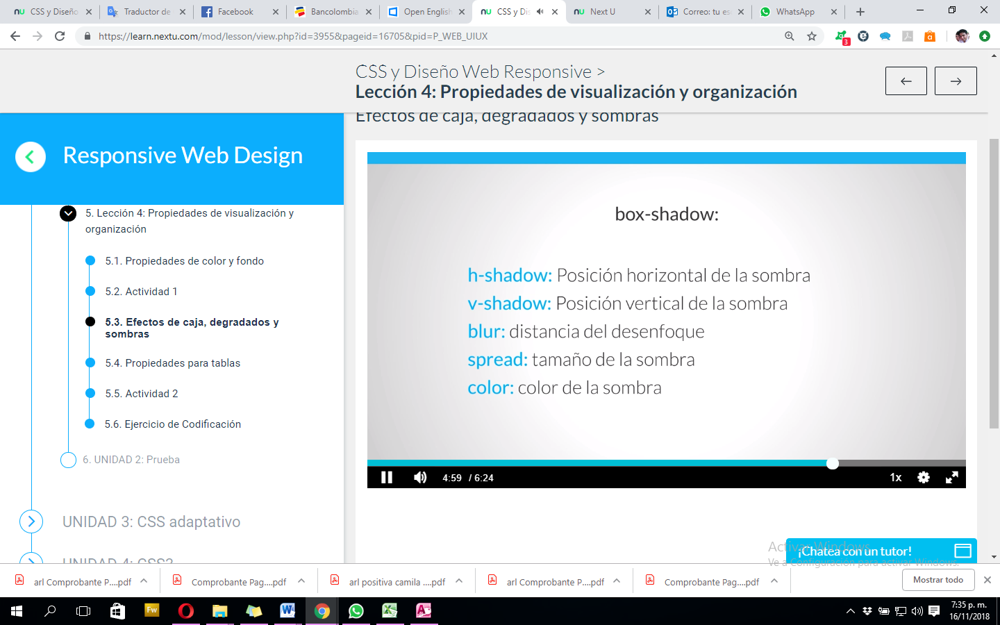 CSS y Diseño
Traductor de
Facebook
Bancolombia
Open English
CSS y Dis
Next U
Correo: tu es
WhatsApp
https://learn.nextu.com/mod/lesson/view.php?id=3955&pageid=16705&pid=P_WEB_UIUX
3
CSS y Diseño Web Responsive >
Lección 4: Propiedades de visualización y organización
Efectos de caja, degradados y sombras
Responsive Web Design
5. Lección 4: Propiedades de visualización y
organización
5.1. Propiedades de color y fondo
5.2. Actividad 1
5.3. Efectos de caja, degradados y
sombras
5.4. Propiedades para tablas
5.5. Actividad 2
5.6. Ejercicio de Codificación
6. UNIDAD 2: Prueba
UNIDAD 3: CSS adaptativo
UNIDAD 4: CSS3
box-shadow:
h-shadow: Posición horizontal de la sombra
v-shadow: Posición vertical de la sombra
blur: distancia del desenfoque
spread: tamaño de la sombra
color: color de la sombra
4:59 / 6:24
1x
Activar Windows
Ve a Configuración para activar Windows.
¡Chatea con un tutor!
arl Comprobante P....pdf
Comprobante Pag....pdf
arl positiva camila ....pdf
arl Comprobante P....pdf
Comprobante Pag....pdf
Mostrar todo
Fw
7:35 p. m.
16/11/2018